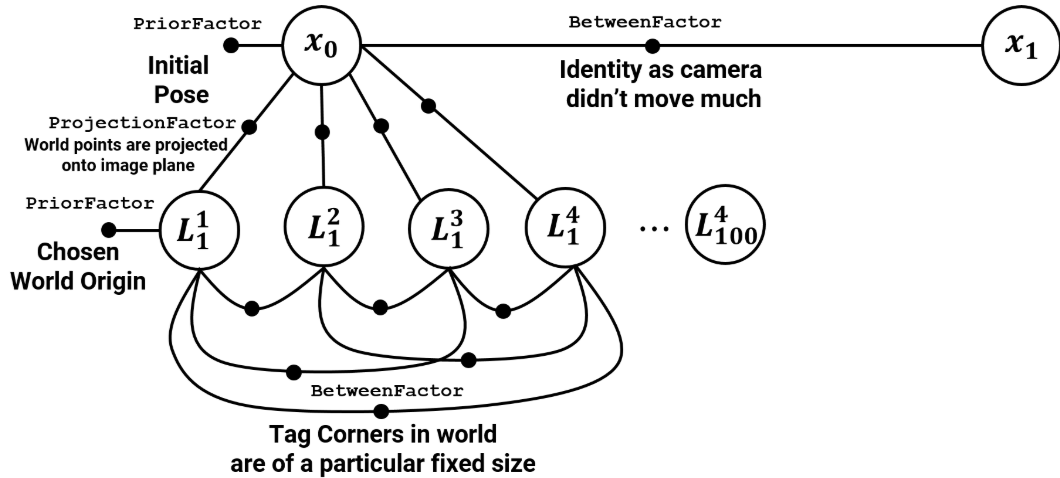 PriorFactor
x₀
BetweenFactor
x₁
Initial
Pose
Identity as camera
didn't move much
ProjectionFactor
World points are projected
onto image plane
PriorFactor
L₁¹
L₁²
L₁³
L₁⁴
...
L₁₀₀⁴
Chosen
World Origin
BetweenFactor
Tag Corners in world
are of a particular fixed size